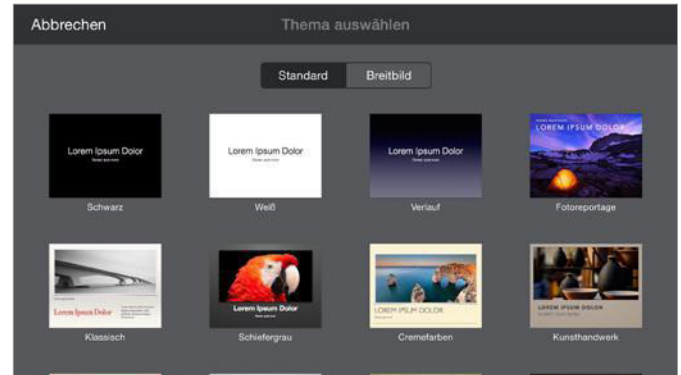 Abbrechen
Thema auswählen
Standard
Breitbild
Lorem Ipsum Dolor
Lorem Ipsum Dolor
Lorem Ipsum Dolor
LOREM IPSUM DOLOR
Schwarz
Weiß
Verlauf
Fotoreportage
Lorem Ipsum Dolor
Lorem Ipsum Dolor
LOREM IPSUM DOLOR
LOREM IPSUM DOLOR
Klassisch
Schiefergrau
Cremefarben
Kunsthandwerk